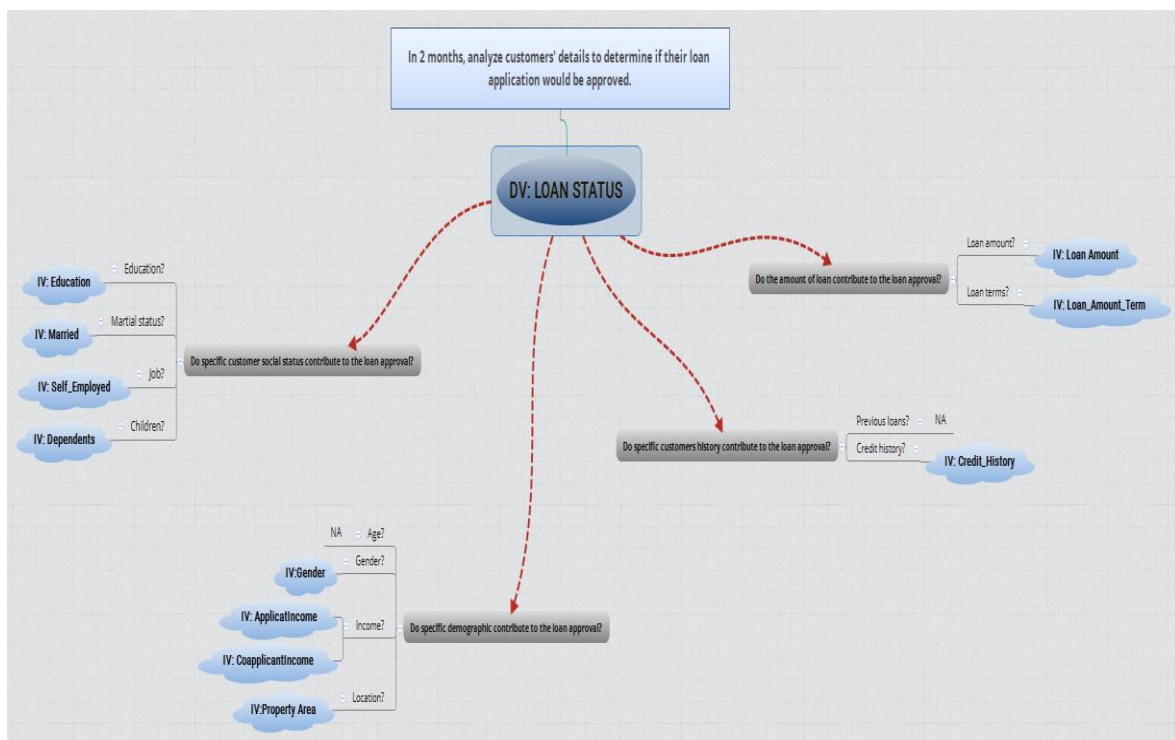 In 2 months, analyze customers' details to determine if their loan
application would be approved.
DV: LOAN STATUS
Do specific customer social status contribute to the loan approval?
Education?
IV: Education
Martial status?
IV: Married
Job?
IV: Self_Employed
Children?
IV: Dependents
Do the amount of loan contribute to the loan approval?
Loan amount?
IV: Loan Amount
Loan terms?
IV: Loan_Amount_Term
Do specific customers history contribute to the loan approval?
Previous loans?
NA
Credit history?
IV: Credit_History
Do specific demographic contribute to the loan approval?
Age?
NA
Gender?
IV:Gender
Income?
IV: ApplicatIncome
IV: CoapplicantIncome
Location?
IV:Property Area